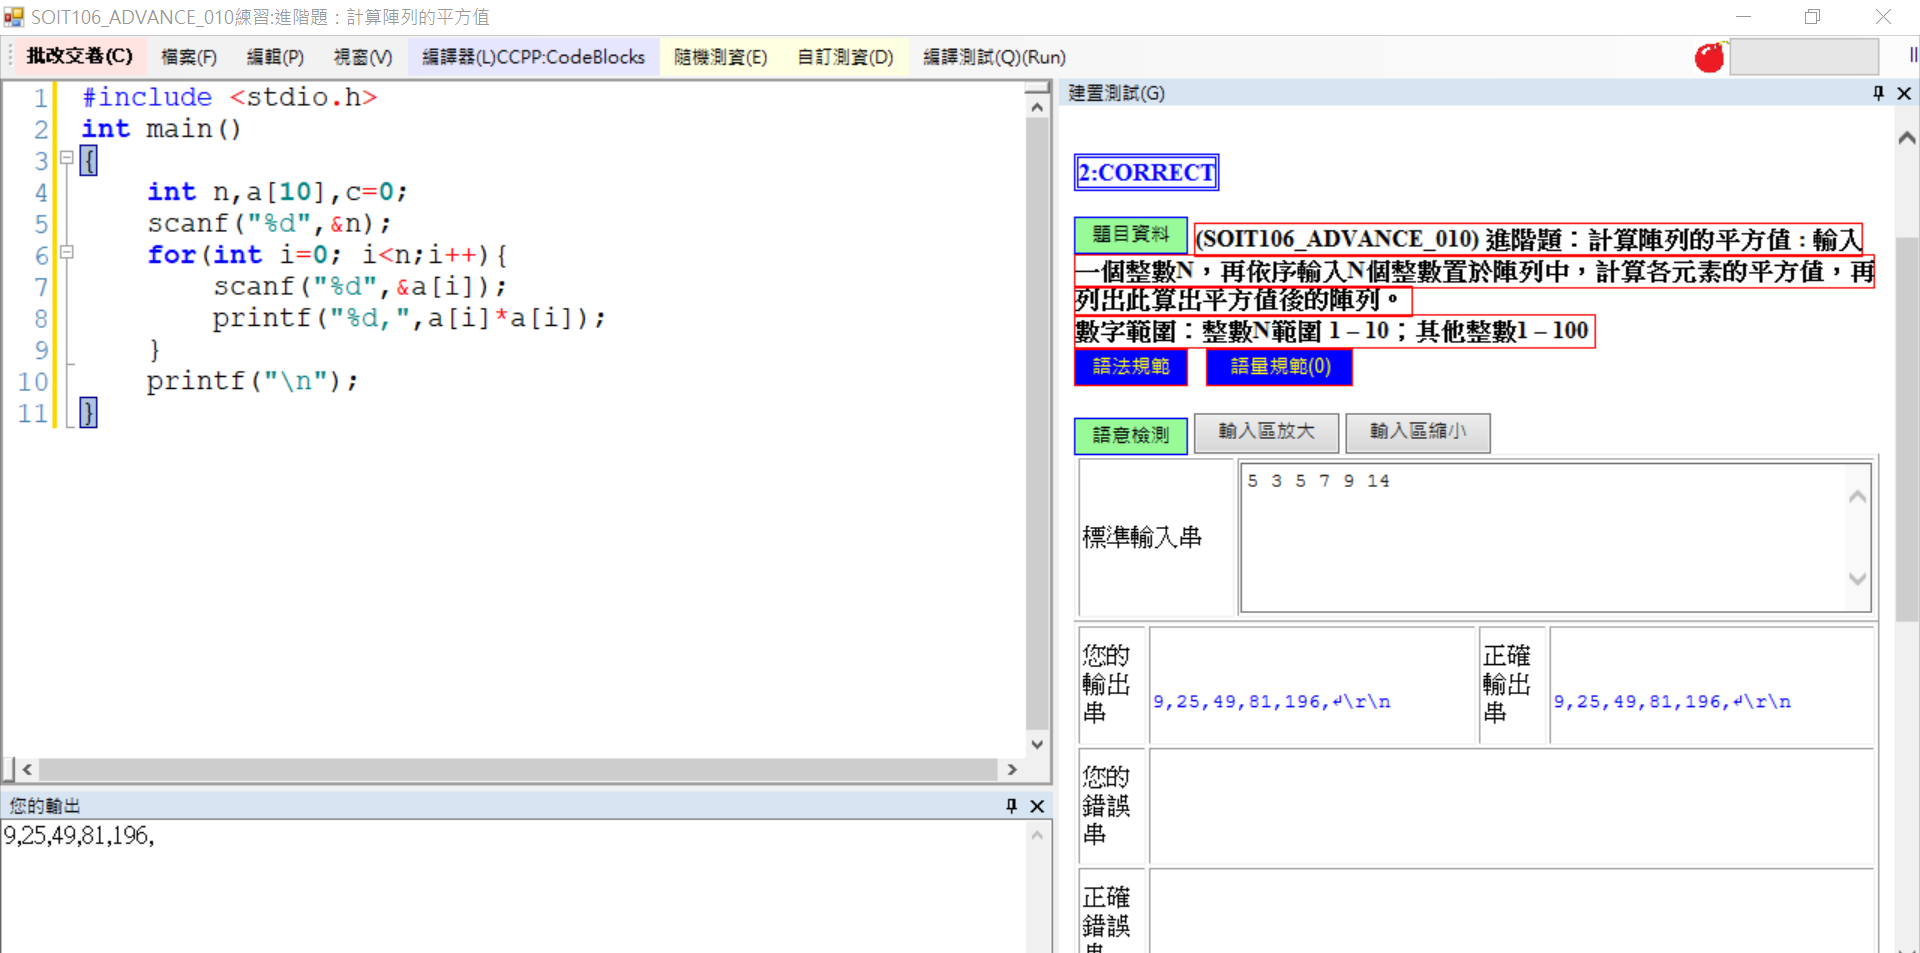 SOIT106_ADVANCE_010練習:進階題：計算陣列的平方值
批改交卷(C) 檔案(F) 編輯(P) 視窗(V) 編譯器(L)CCPP:CodeBlocks 隨機測資(E) 自訂測資(D) 編譯測試(Q)(Run)
1 #include <stdio.h>
2 int main()
3 {
4 int n,a[10],c=0;
5 scanf("%d",&n);
6 for(int i=0; i<n;i++){
7 scanf("%d",&a[i]);
8 printf("%d,",a[i]*a[i]);
9 }
10 printf("\n");
11 }
您的輸出
9,25,49,81,196,
建置測試(G)
2:CORRECT
題目資料 (SOIT106_ADVANCE_010) 進階題：計算陣列的平方值 : 輸入
一個整數N，再依序輸入N個整數置於陣列中，計算各元素的平方值，再
列出此算出平方值後的陣列。
數字範圍：整數N範圍 1 – 10；其他整數1 – 100
語法規範 語量規範(0)
語意檢測 輸入區放大 輸入區縮小
標準輸入串
5 3 5 7 9 14
您的
輸出
串
9,25,49,81,196,↲\r\n
正確
輸出
串
9,25,49,81,196,↲\r\n
您的
錯誤
串
正確
錯誤